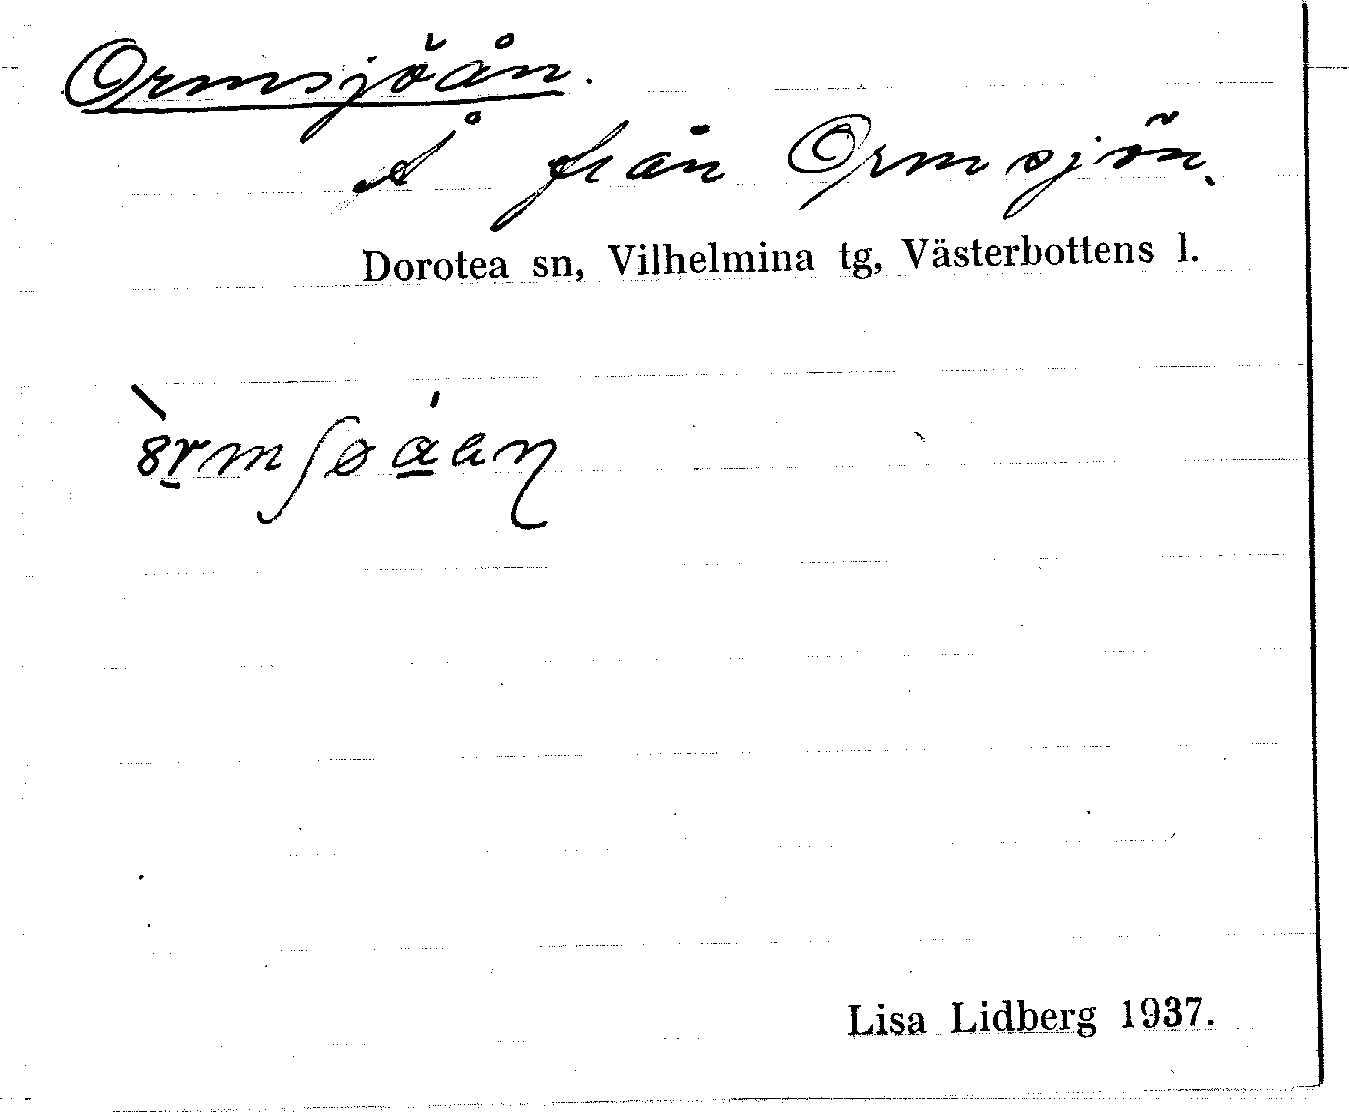 Ormsjöån.
Å från Ormsjön.
Dorotea sn, Vilhelmina tg, Västerbottens l.
Lisa Lidberg 1937.